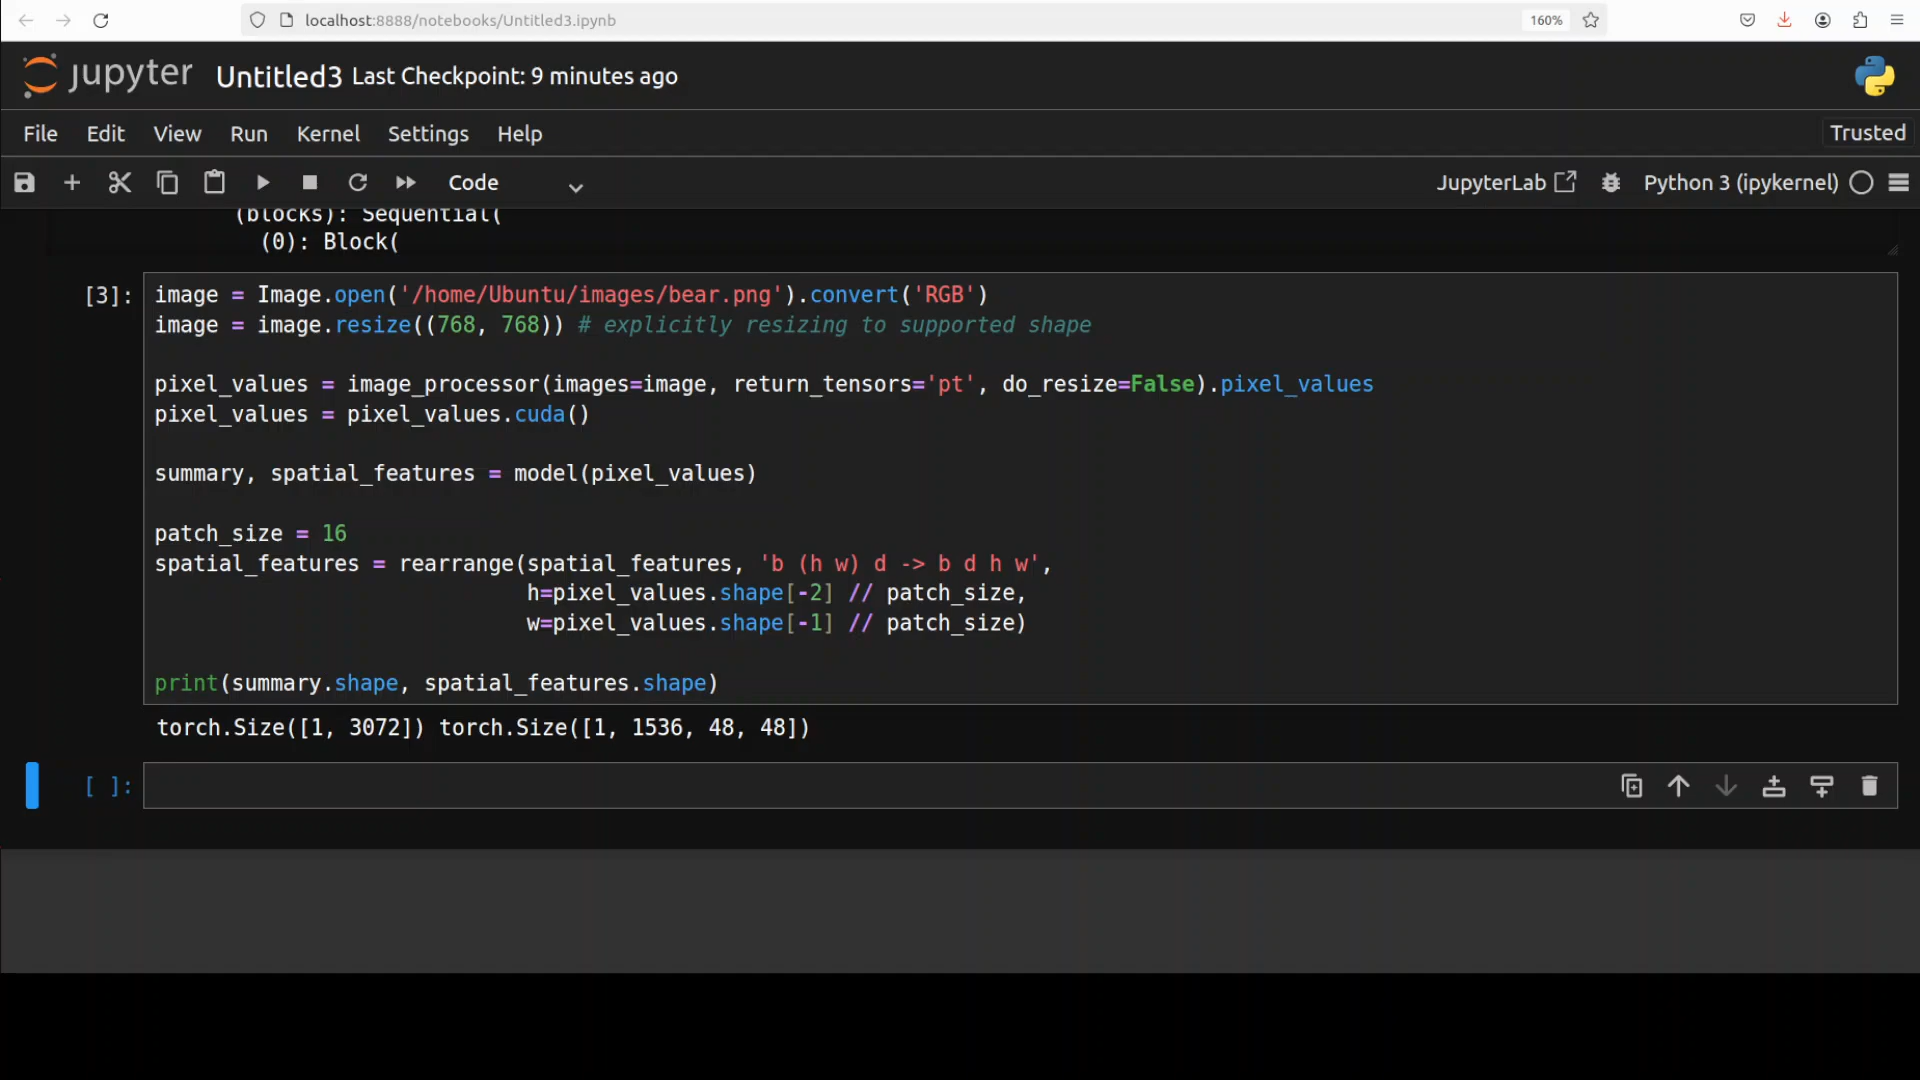 localhost:8888/notebooks/Untitled3.ipynb
160%
jupyter Untitled3 Last Checkpoint: 9 minutes ago
File Edit View Run Kernel Settings Help
Trusted
Code
JupyterLab
Python 3 (ipykernel)
(blocks): Sequential(
(0): Block(
[3]:
image = Image.open('/home/Ubuntu/images/bear.png').convert('RGB')
image = image.resize((768, 768)) # explicitly resizing to supported shape
pixel_values = image_processor(images=image, return_tensors='pt', do_resize=False).pixel_values
pixel_values = pixel_values.cuda()
summary, spatial_features = model(pixel_values)
patch_size = 16
spatial_features = rearrange(spatial_features, 'b (h w) d -> b d h w',
h=pixel_values.shape[-2] // patch_size,
w=pixel_values.shape[-1] // patch_size)
print(summary.shape, spatial_features.shape)
torch.Size([1, 3072]) torch.Size([1, 1536, 48, 48])
[ ]: